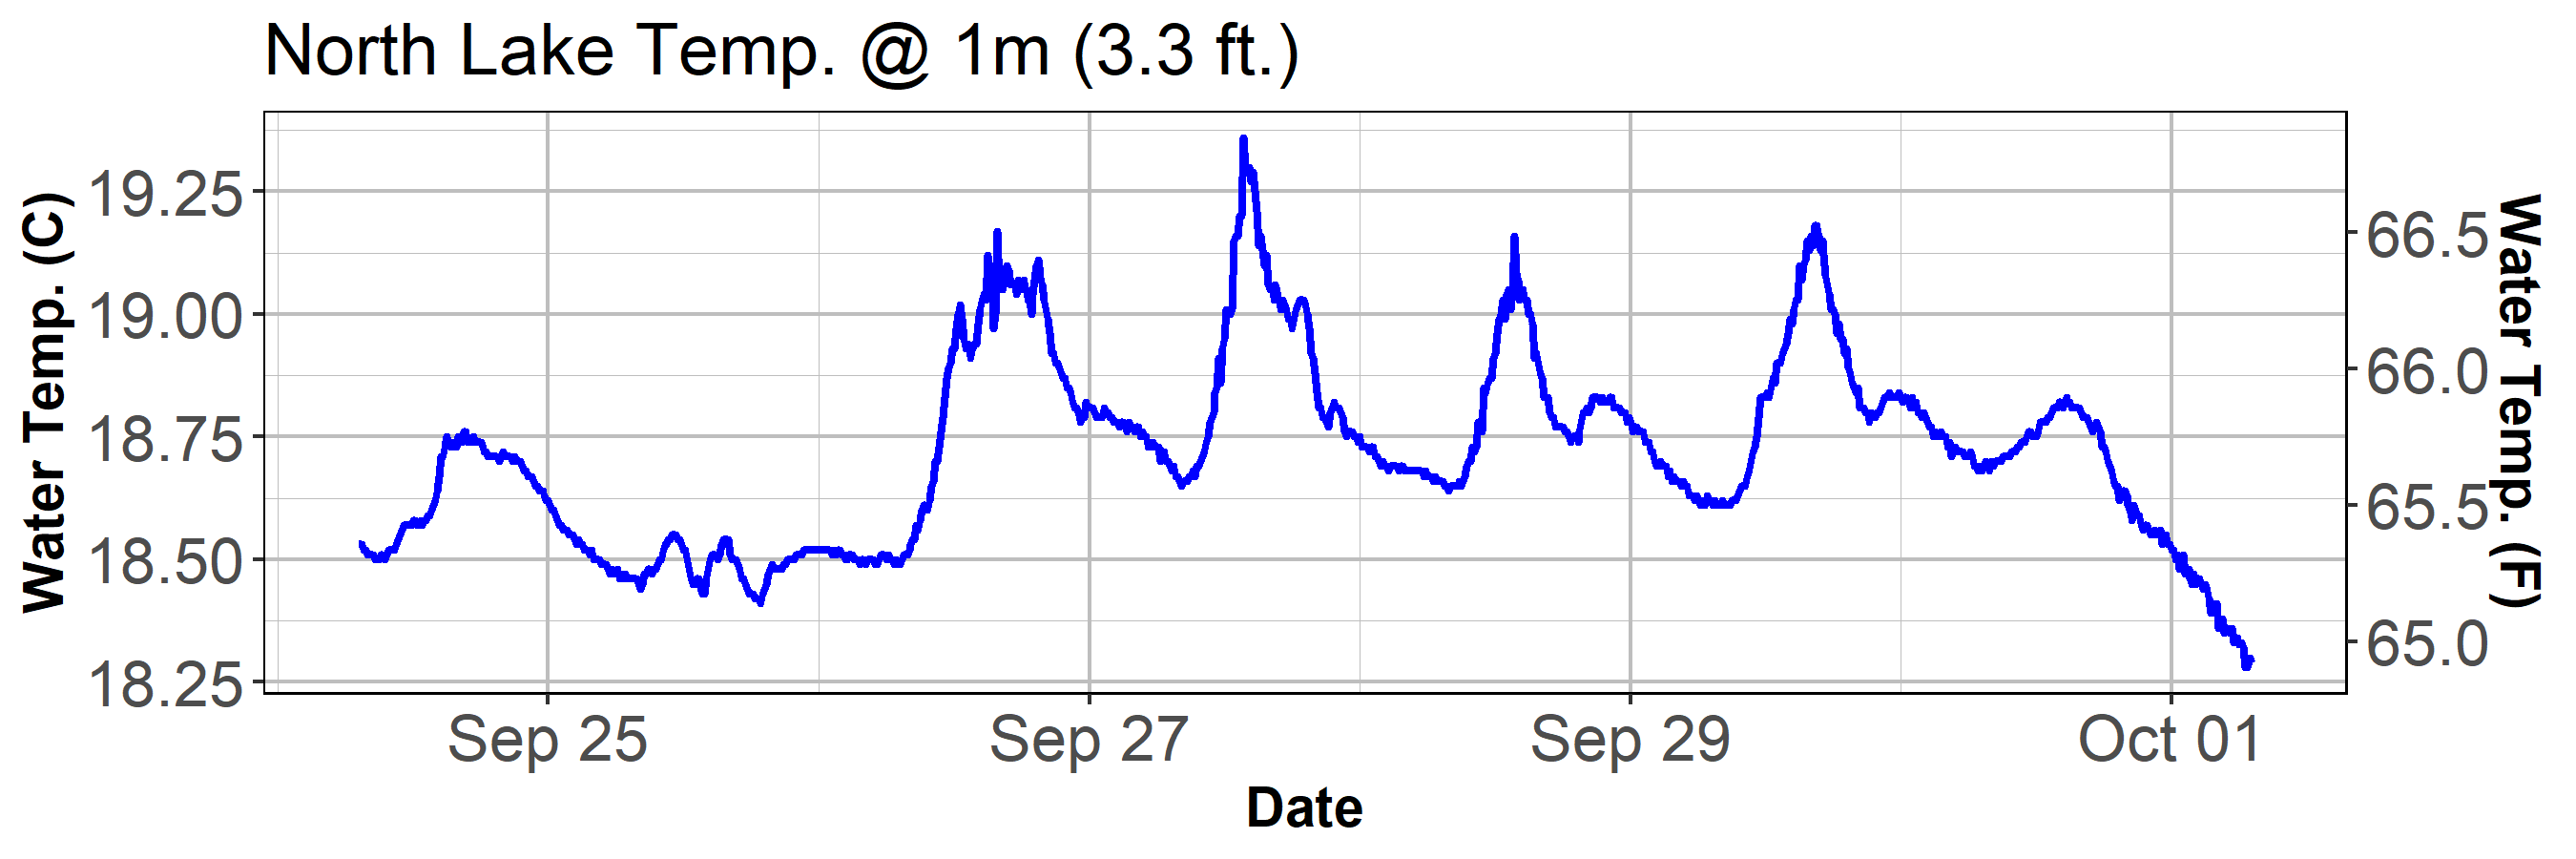 North Lake Temp. @ 1m (3.3 ft.)
Water Temp. (C)
19.25
19.00
18.75
18.50
18.25
66.5
66.0
65.5
65.0
Water Temp. (F)
Sep 25
Sep 27
Sep 29
Oct 01
Date